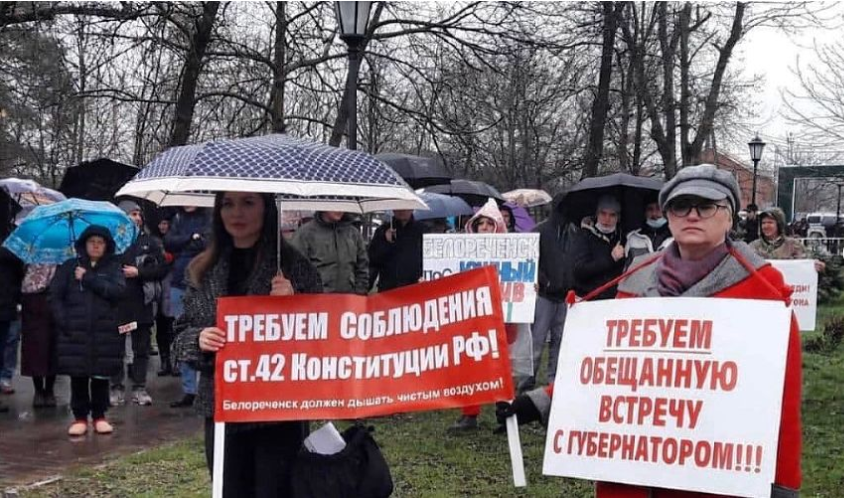 БЕЛОРЕЧЕНСК
ТРЕБУЕМ СОБЛЮДЕНИЯ
СТ.42 КОНСТИТУЦИИ РФ!
БЕЛОРЕЧЕНСК ДОЛЖЕН ДЫШАТЬ ЧИСТЫМ ВОЗДУХОМ!
ТРЕБУЕМ
ОБЕЩАННУЮ
ВСТРЕЧУ
С ГУБЕРНАТОРОМ!!!